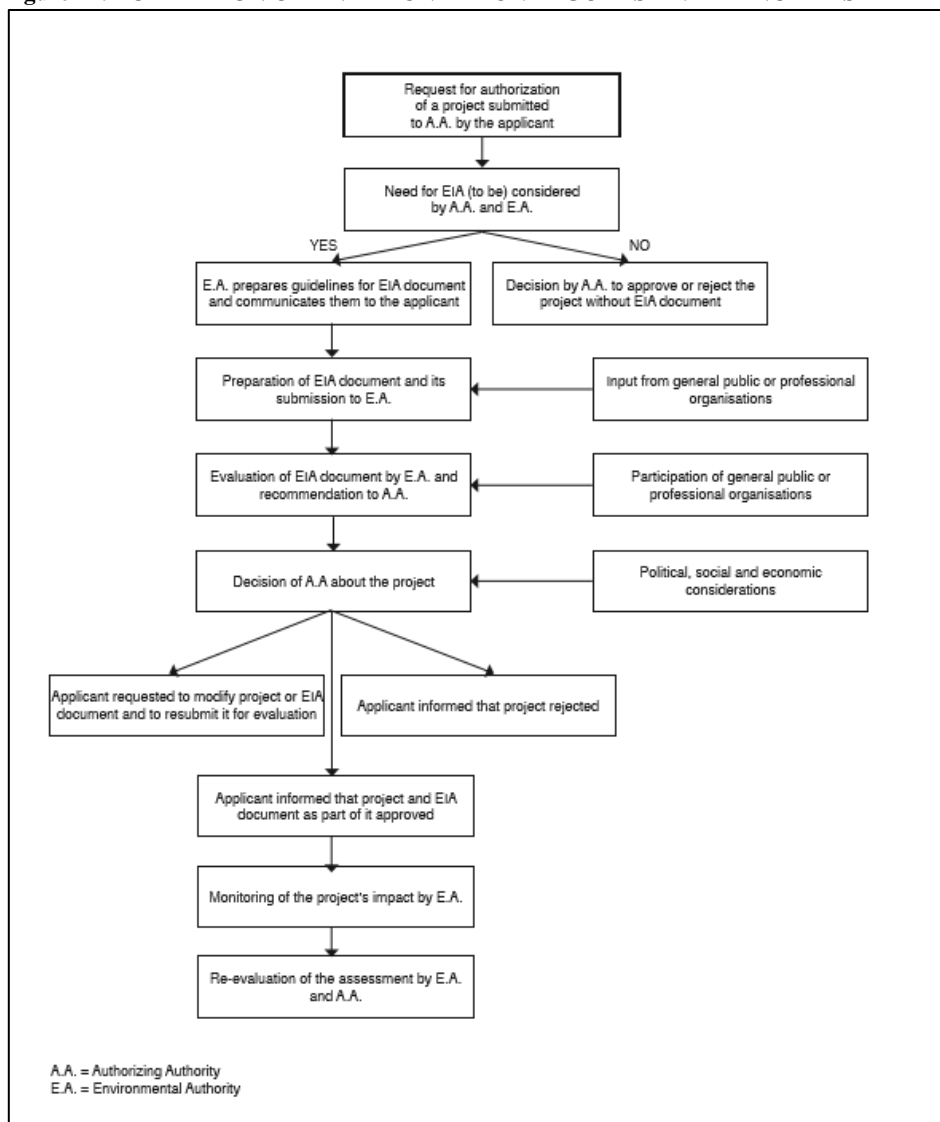 Request for authorization
of a project submitted
to A.A. by the applicant
Need for EIA (to be) considered
by A.A. and E.A.
YES
NO
E.A. prepares guidelines for EIA document
and communicates them to the applicant
Decision by A.A. to approve or reject the
project without EIA document
Preparation of EIA document and its
submission to E.A.
Input from general public or professional
organisations
Evaluation of EIA document by E.A. and
recommendation to A.A.
Participation of general public or
professional organisations
Decision of A.A about the project
Political, social and economic
considerations
Applicant requested to modify project or EIA
document and to resubmit it for evaluation
Applicant informed that project rejected
Applicant informed that project and EIA
document as part of it approved
Monitoring of the project's impact by E.A.
Re-evaluation of the assessment by E.A.
and A.A.
A.A. = Authorizing Authority
E.A. = Environmental Authority